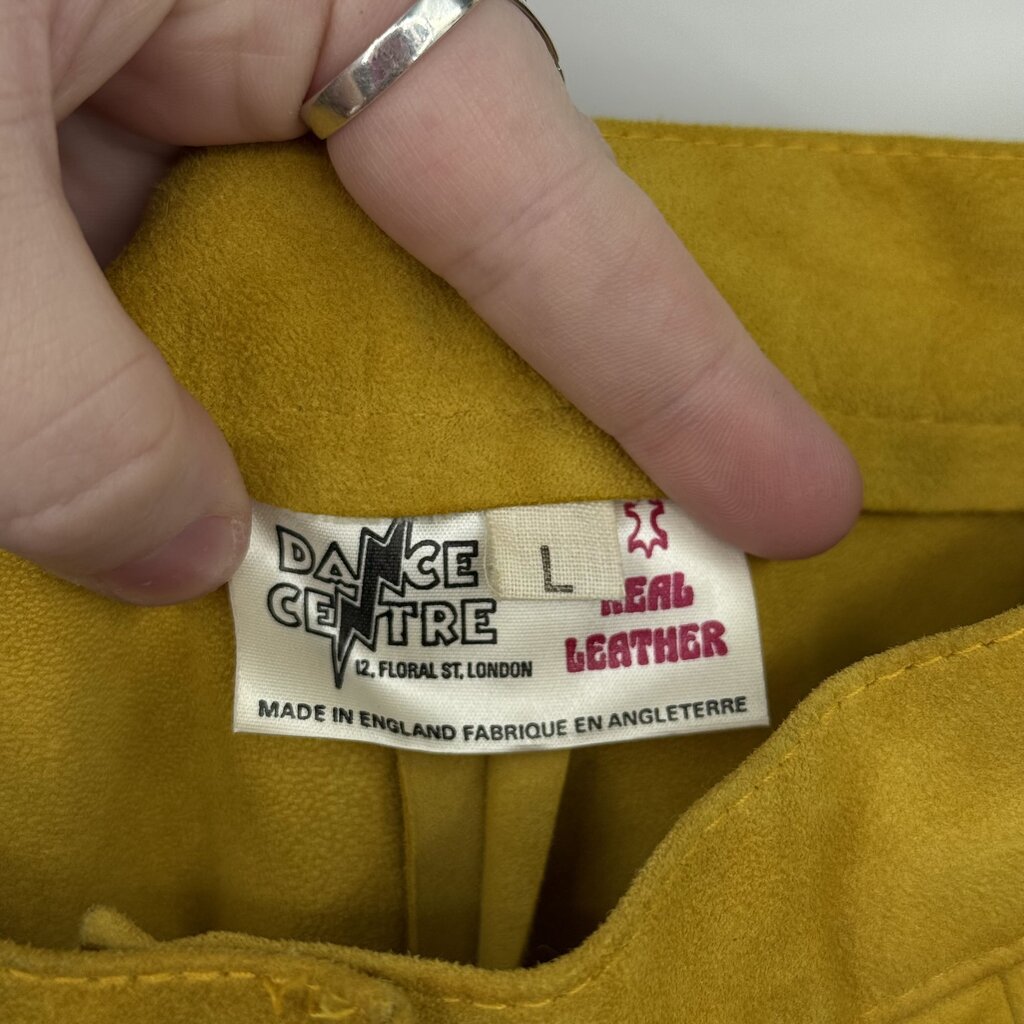 DANCE
CENTRE
12, FLORAL ST, LONDON
L
REAL
LEATHER
MADE IN ENGLAND FABRIQUE EN ANGLETERRE